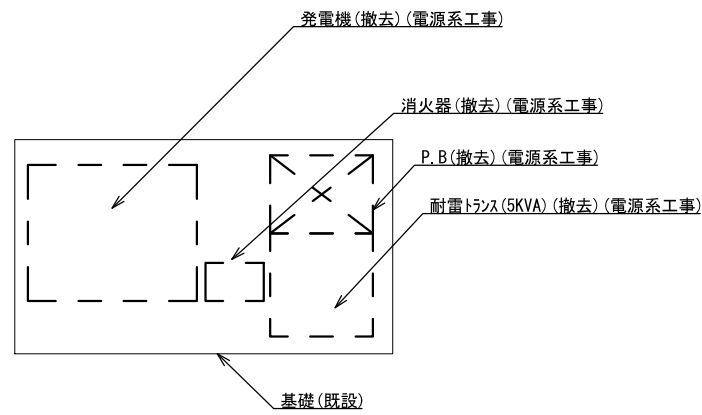 発電機(撤去)(電源系工事)
消火器(撤去)(電源系工事)
P.B(撤去)(電源系工事)
耐雷トランス(5KVA)(撤去)(電源系工事)
基礎(既設)